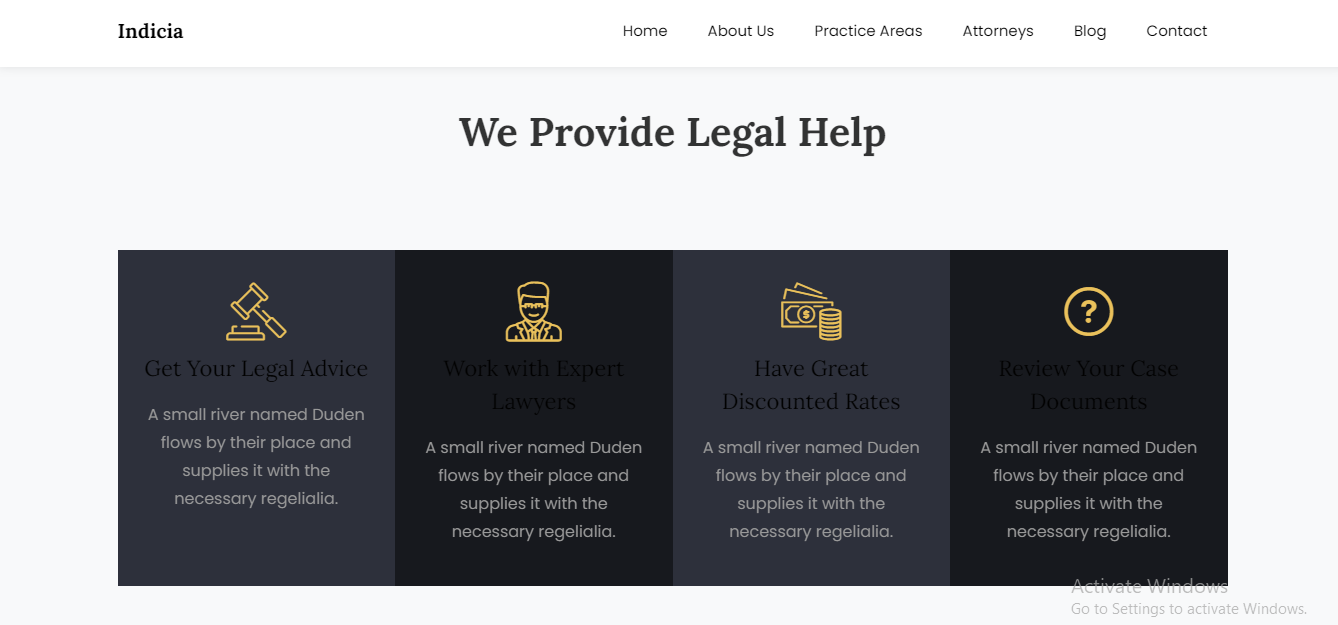 Indicia
Home
About Us
Practice Areas
Attorneys
Blog
Contact
We Provide Legal Help
Get Your Legal Advice
A small river named Duden
flows by their place and
supplies it with the
necessary regelialia.
Work with Expert
Lawyers
A small river named Duden
flows by their place and
supplies it with the
necessary regelialia.
$
Have Great
Discounted Rates
A small river named Duden
flows by their place and
supplies it with the
necessary regelialia.
?
Review Your Case
Documents
A small river named Duden
flows by their place and
supplies it with the
necessary regelialia.
Activate Windows
Go to Settings to activate Windows.